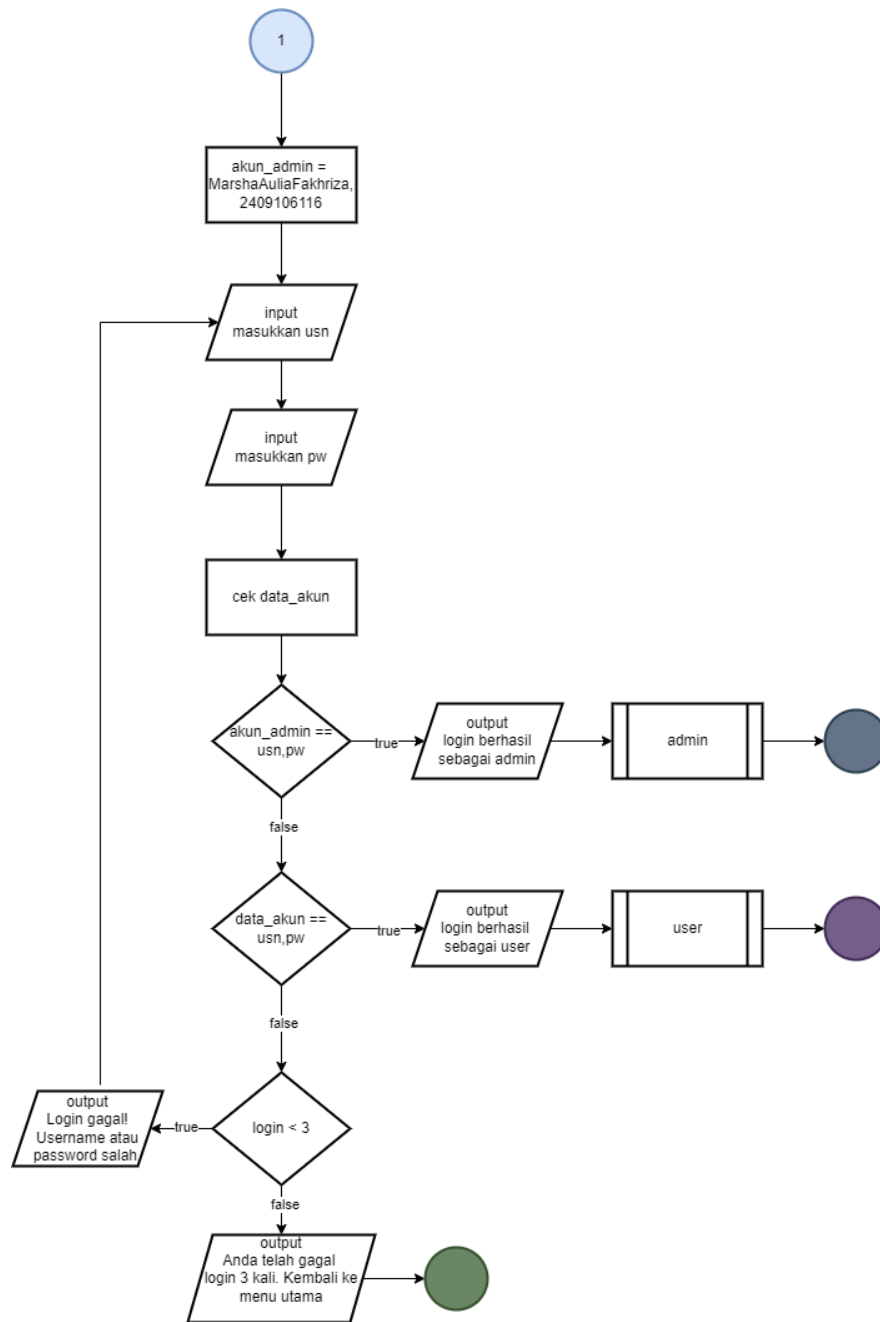 1
akun_admin =
MarshaAuliaFakhriza,
2409106116
input
masukkan usn
input
masukkan pw
cek data_akun
akun_admin ==
usn,pw
true
output
login berhasil
sebagai admin
admin
false
data_akun ==
usn,pw
true
output
login berhasil
sebagai user
user
false
login < 3
true
output
Login gagal!
Username atau
password salah
false
output
Anda telah gagal
login 3 kali. Kembali ke
menu utama